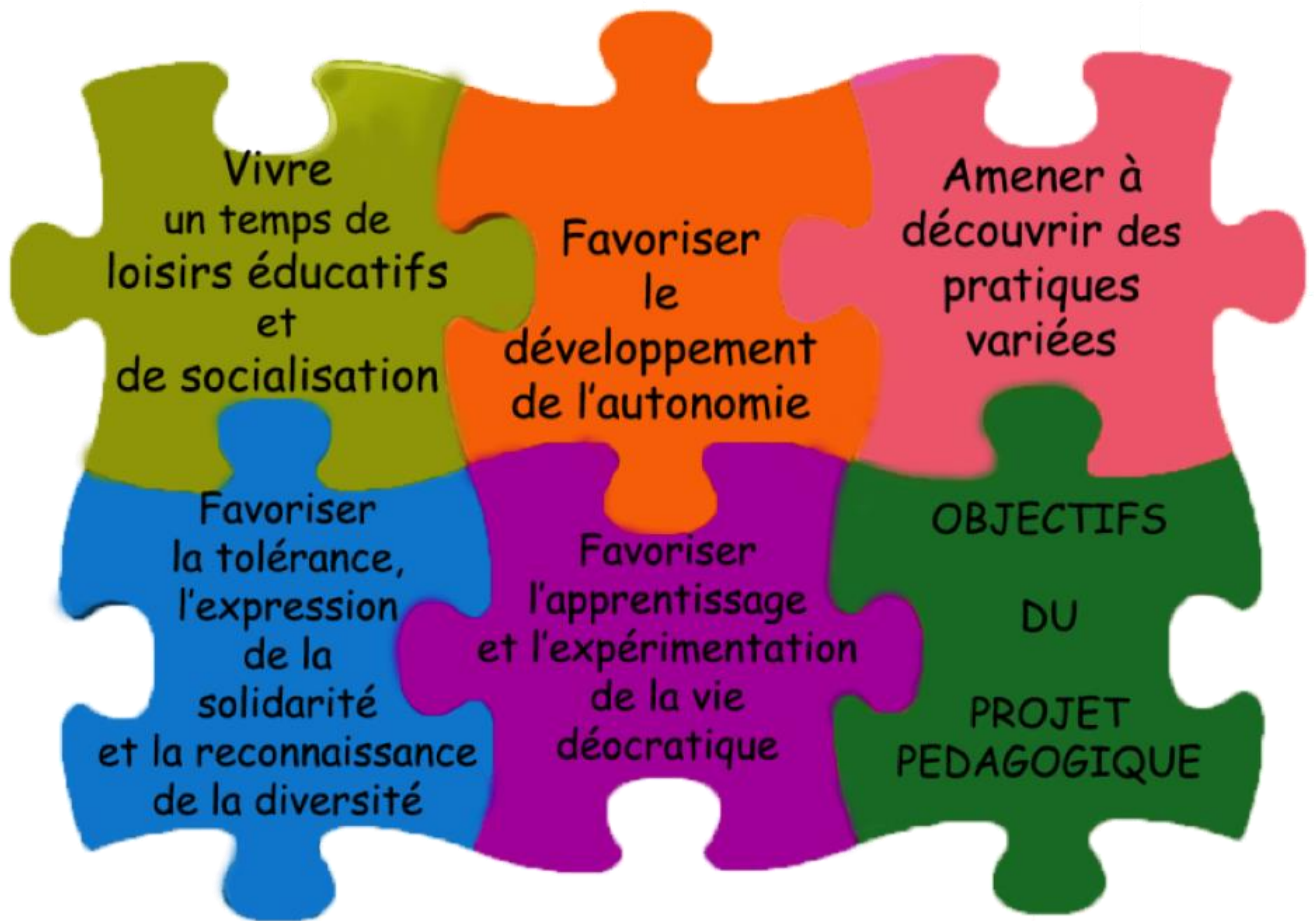 Vivre
un temps de
loisirs éducatifs
et
de socialisation
Favoriser
le
développement
de l'autonomie
Amener à
découvrir des
pratiques
variées
Favoriser
la tolérance,
l'expression
de la
solidarité
et la reconnaissance
de la diversité
Favoriser
l'apprentissage
et l'expérimentation
de la vie
déocratique
OBJECTIFS
DU
PROJET
PEDAGOGIQUE